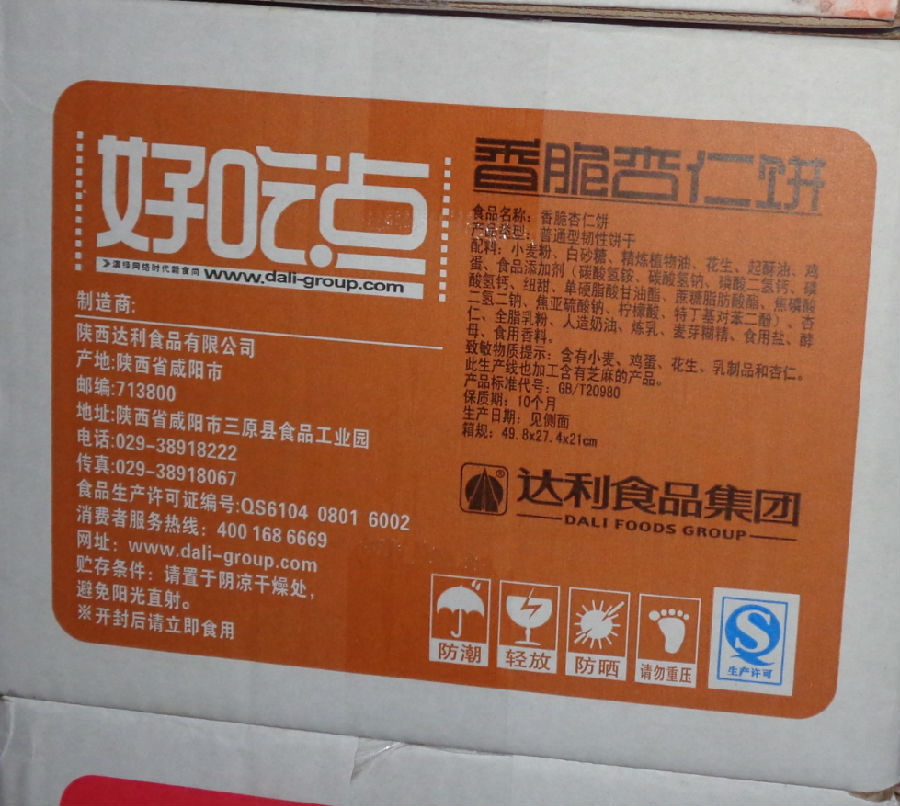 好吃点
演绎网络时代新食尚 www.dali-group.com
制造商:
陕西达利食品有限公司
产地:陕西省咸阳市
邮编:713800
地址:陕西省咸阳市三原县食品工业园
电话:029-38918222
传真:029-38918067
食品生产许可证编号:QS6104 0801 6002
消费者服务热线: 400 168 6669
网址: www.dali-group.com
贮存条件: 请置于阴凉干燥处,
避免阳光直射。
※开封后请立即食用
香脆杏仁饼
食品名称: 香脆杏仁饼
产品类型: 普通型韧性饼干
配料: 小麦粉、白砂糖、精炼植物油、花生、起酥油、鸡
蛋、食品添加剂(碳酸氢铵、碳酸氢钠、磷酸二氢钙、碳
酸氢钙、纽甜、单硬脂酸甘油酯、蔗糖脂肪酸酯、焦磷酸
二氢二钠、焦亚硫酸钠、柠檬酸、特丁基对苯二酚)、杏
仁、全脂乳粉、人造奶油、炼乳、麦芽糊精、食用盐、酵
母、食用香料。
致敏物质提示: 含有小麦、鸡蛋、花生、乳制品和杏仁。
此生产线也加工含有芝麻的产品。
产品标准代号: GB/T20980
保质期: 10个月
生产日期: 见侧面
箱规: 49.8x27.4x21cm
达利食品集团
DALI FOODS GROUP
防潮
轻放
防晒
请勿重压
生产许可